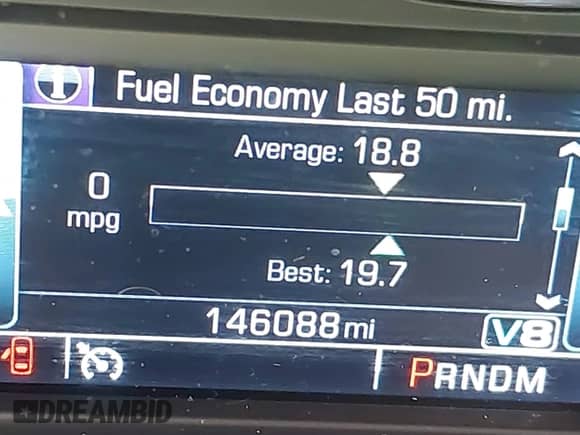 Fuel Economy Last 50 mi.
Average: 18.8
0
mpg
Best: 19.7
146088 mi
V8
PRNDM
DREAMBID